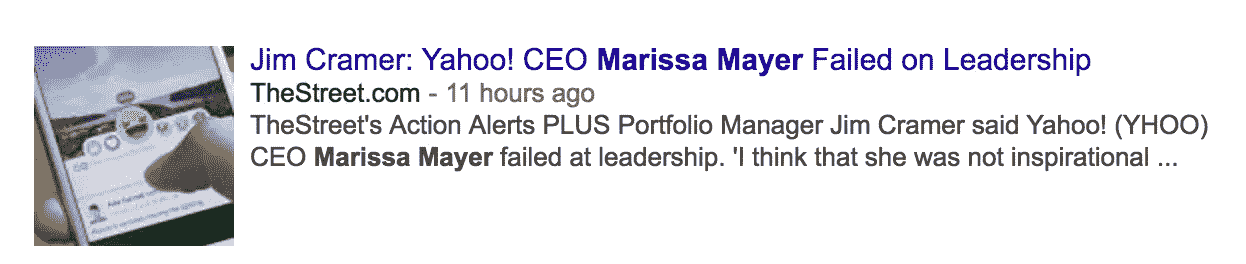 Jim Cramer: Yahoo! CEO Marissa Mayer Failed on Leadership
TheStreet.com - 11 hours ago
TheStreet's Action Alerts PLUS Portfolio Manager Jim Cramer said Yahoo! (YHOO)
CEO Marissa Mayer failed at leadership. 'I think that she was not inspirational ...